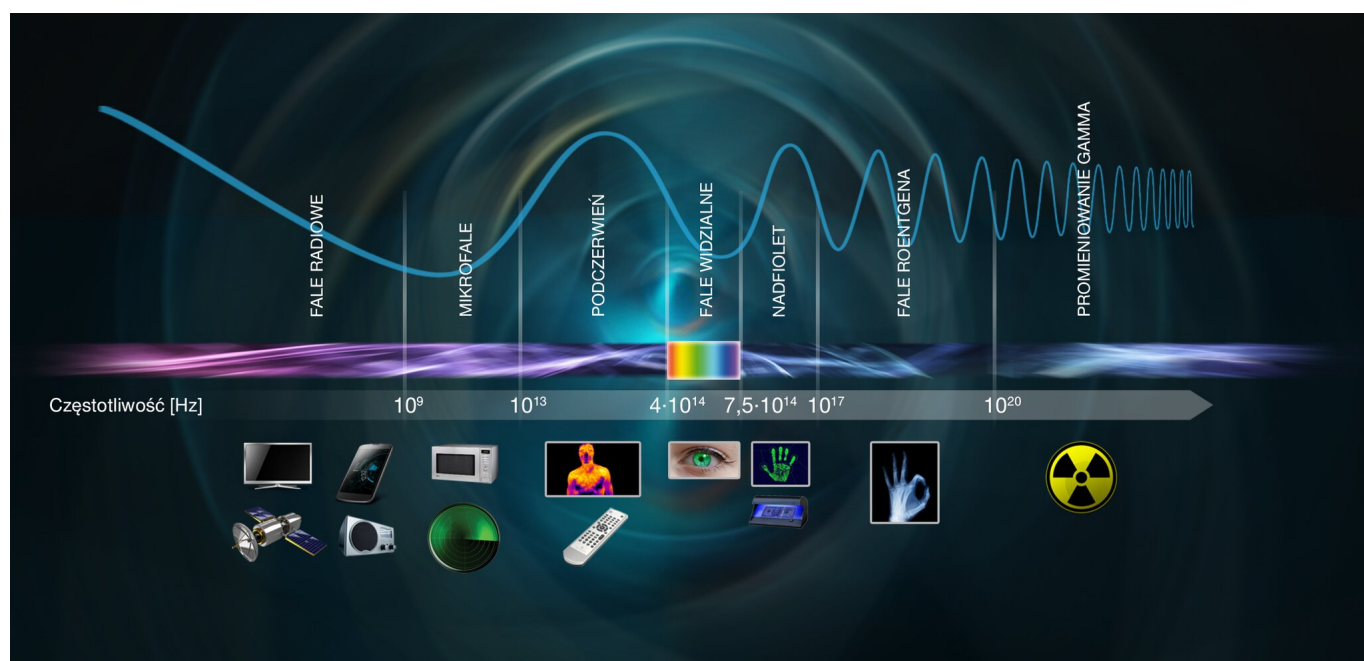 FALE RADIOWE
MIKROFALE
PODCZERWIEŃ
FALE WIDZIALNE
NADFIOLET
FALE ROENTGENA
PROMIENIOWANIE GAMMA
Częstotliwość [Hz] 10⁹ 10¹³ 4·10¹⁴ 7,5·10¹⁴ 10¹⁷ 10²⁰